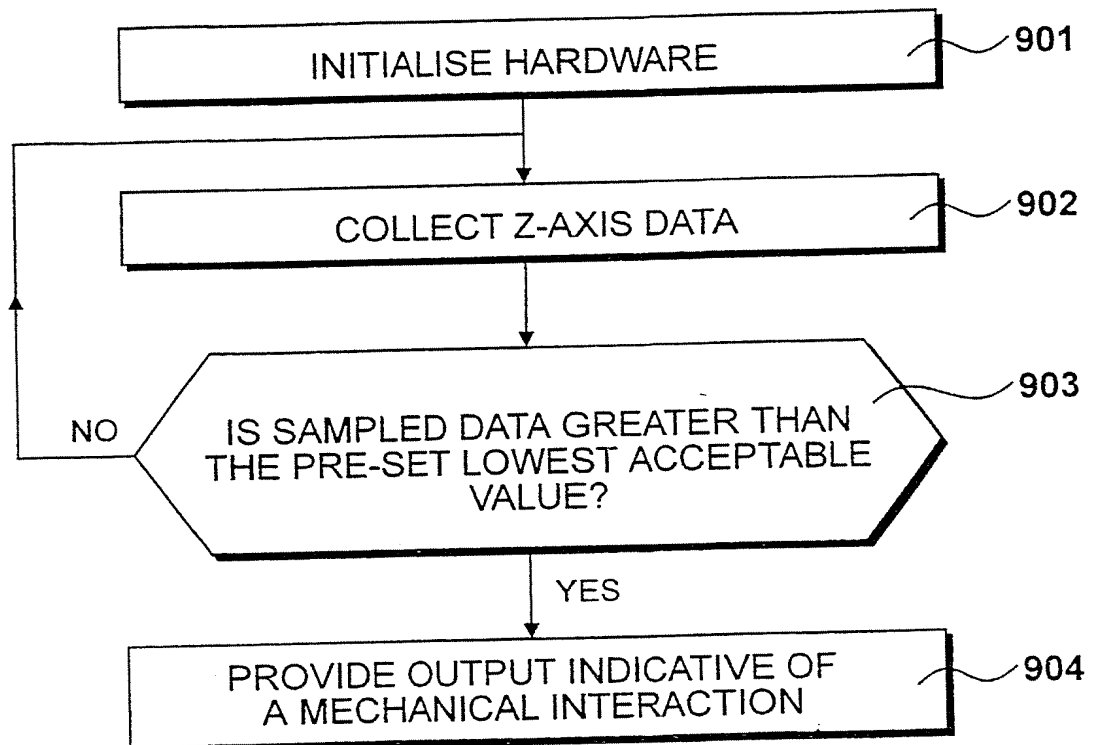 INITIALISE HARDWARE
901
COLLECT Z-AXIS DATA
902
903
IS SAMPLED DATA GREATER THAN
THE PRE-SET LOWEST ACCEPTABLE
VALUE?
NO
YES
PROVIDE OUTPUT INDICATIVE OF
A MECHANICAL INTERACTION
904